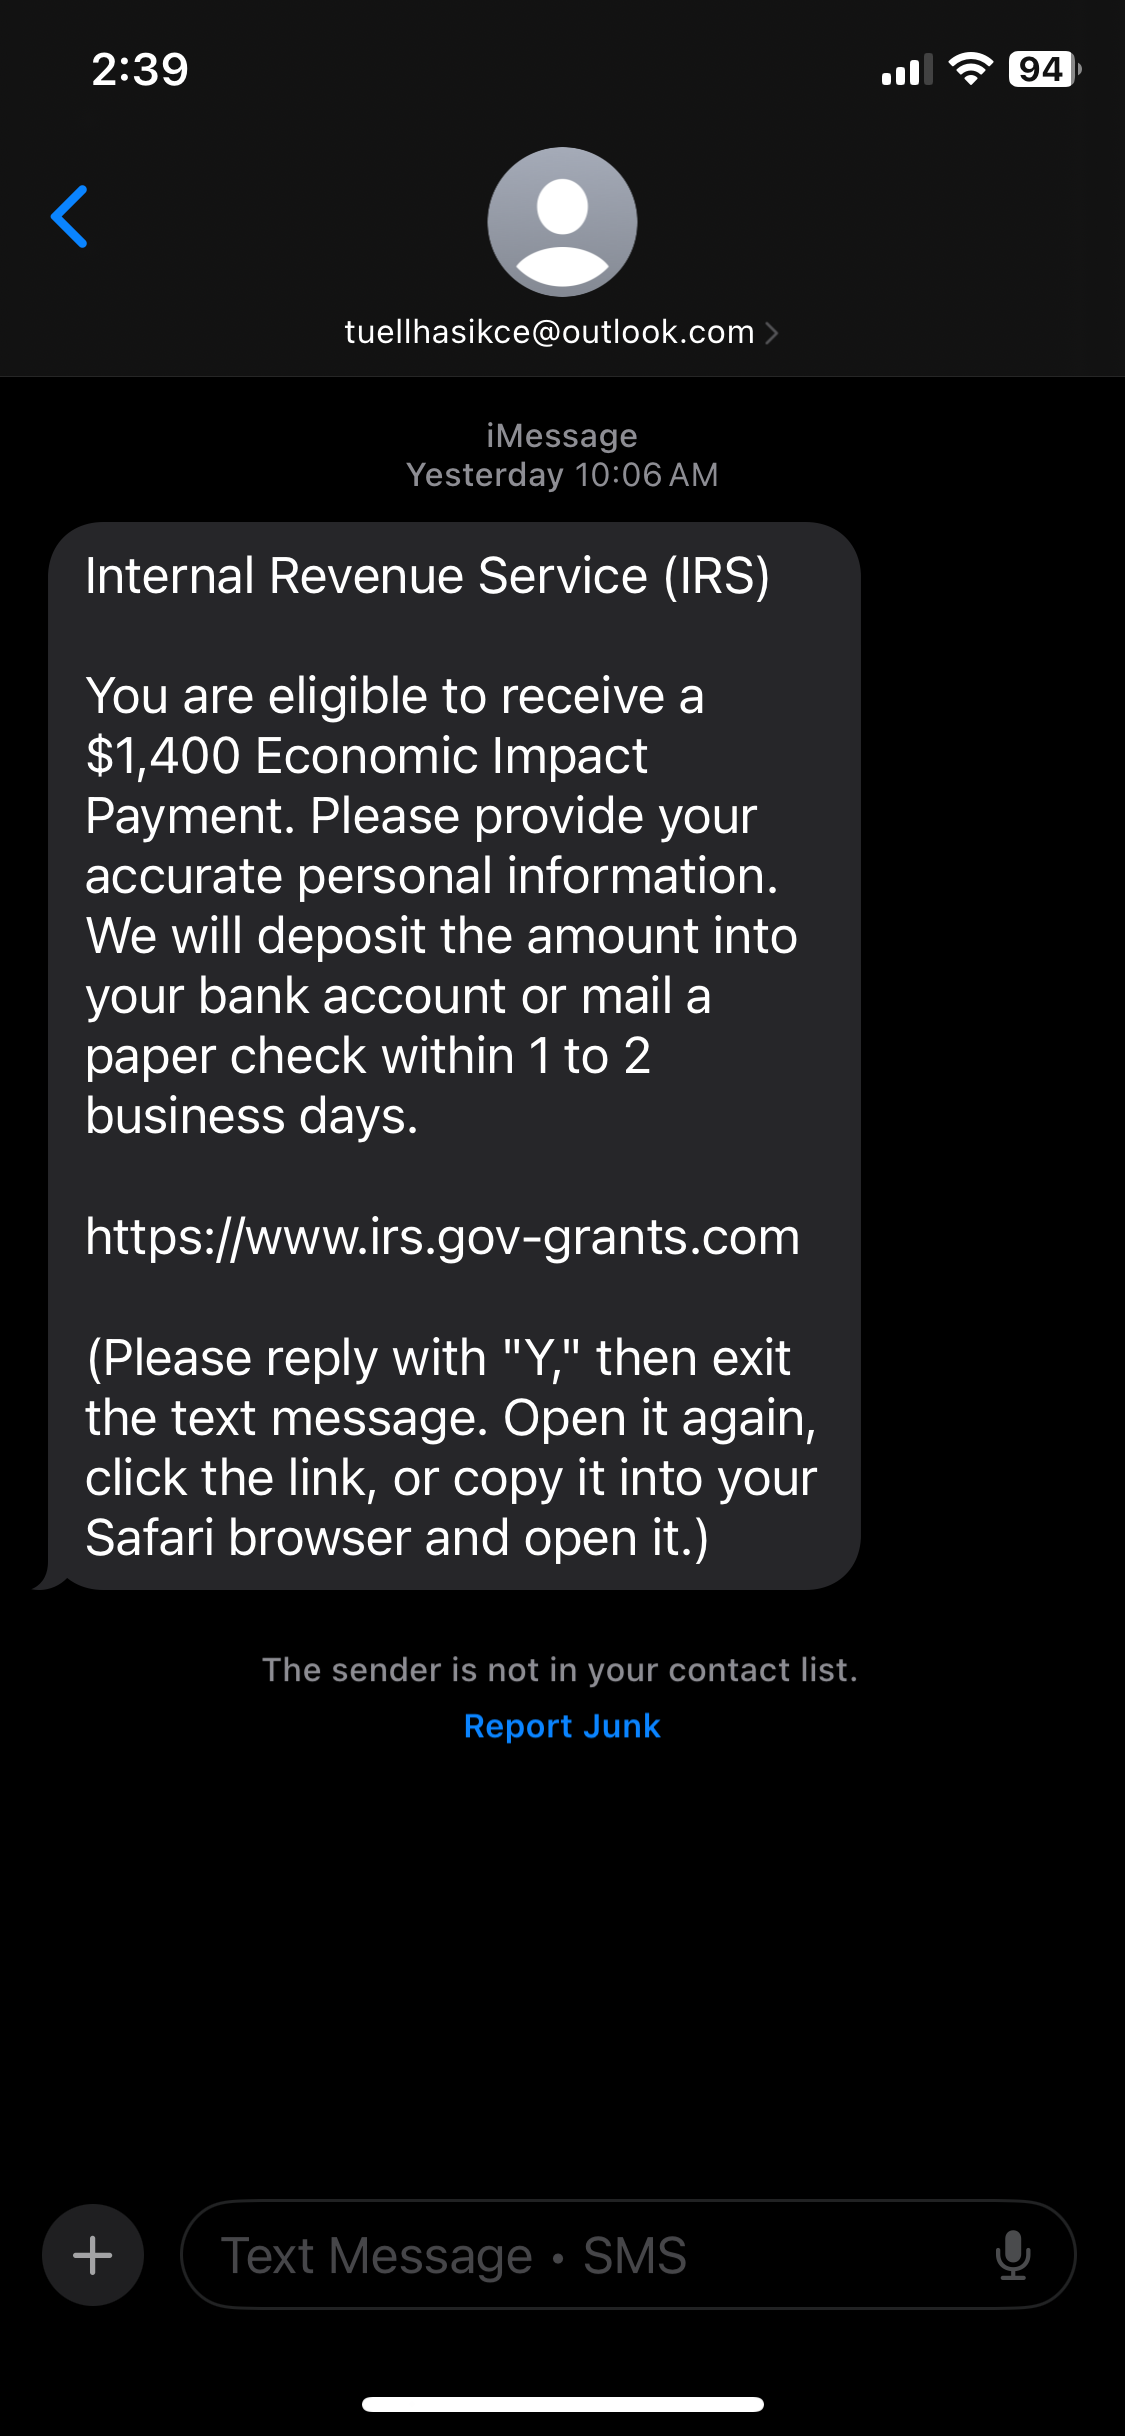 2:39
94
tuellhasikce@outlook.com
iMessage
Yesterday 10:06 AM
Internal Revenue Service (IRS)
You are eligible to receive a
$1,400 Economic Impact
Payment. Please provide your
accurate personal information.
We will deposit the amount into
your bank account or mail a
paper check within 1 to 2
business days.
https://www.irs.gov-grants.com
(Please reply with "Y," then exit
the text message. Open it again,
click the link, or copy it into your
Safari browser and open it.)
The sender is not in your contact list.
Report Junk
Text Message • SMS